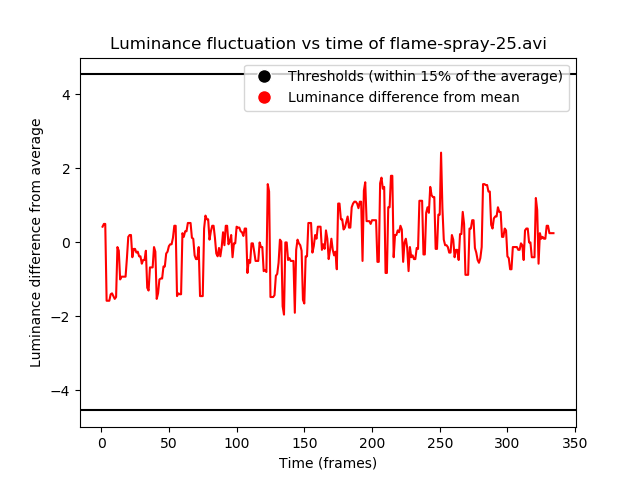 Luminance fluctuation vs time of flame-spray-25.avi
Thresholds (within 15% of the average)
Luminance difference from mean
Luminance difference from average
4
2
0
−2
−4
0 50 100 150 200 250 300 350
Time (frames)